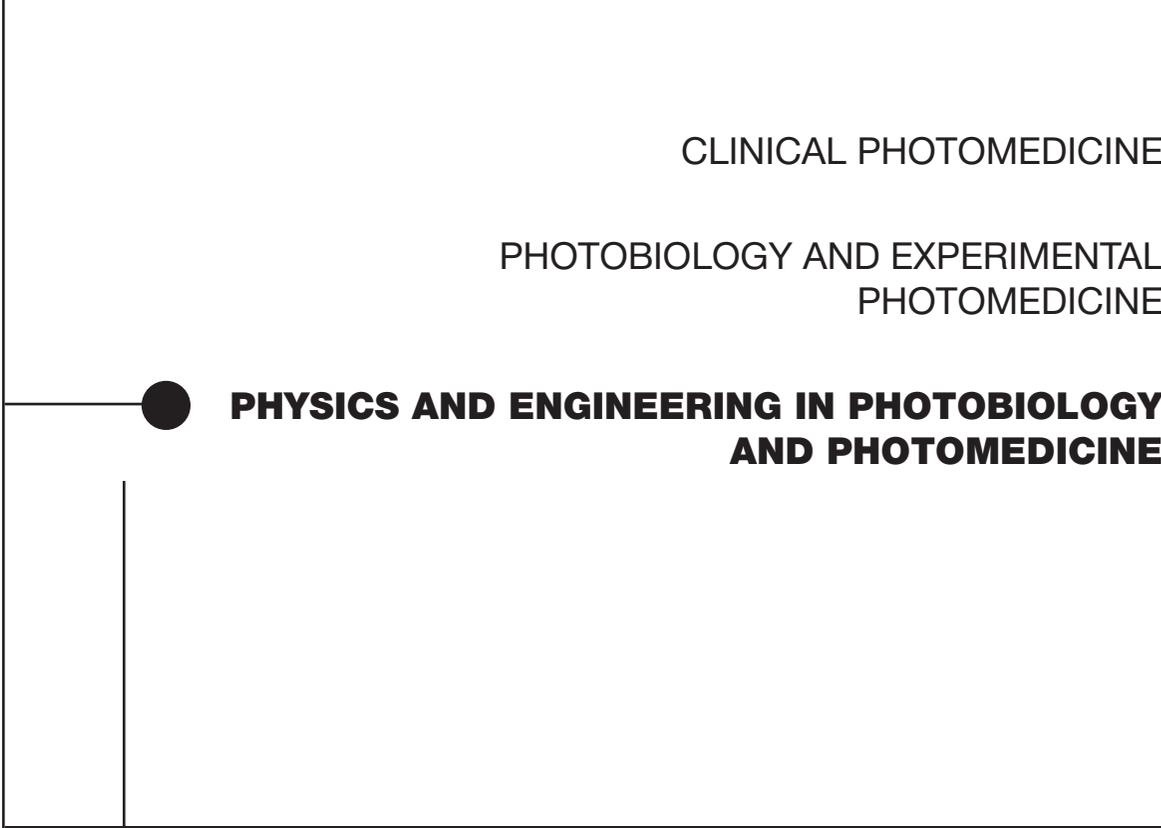 CLINICAL PHOTOMEDICINE
PHOTOBIOLOGY AND EXPERIMENTAL
PHOTOMEDICINE
PHYSICS AND ENGINEERING IN PHOTOBIOLOGY
AND PHOTOMEDICINE